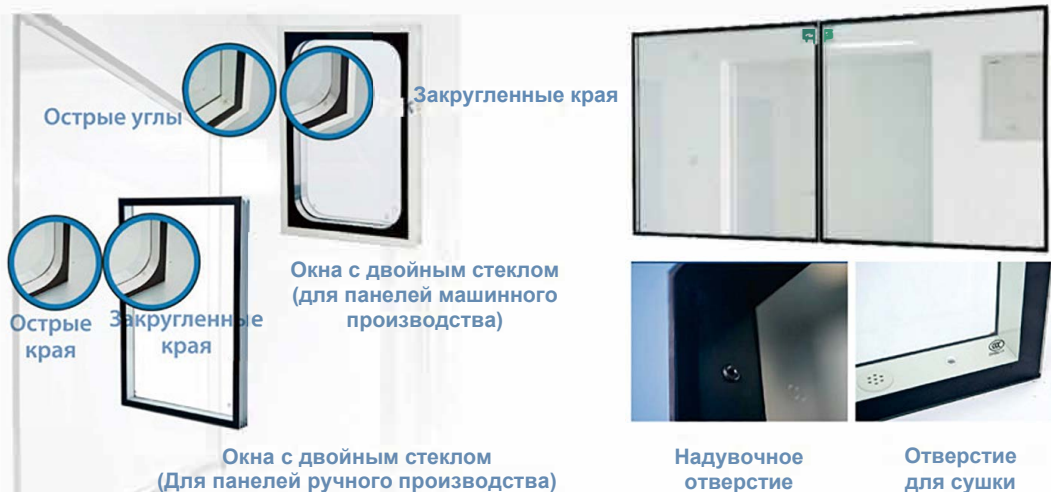 Острые углы
Закругленные края
Окна с двойным стеклом
(для панелей машинного
производства)
Острые
края
Закругленные
края
Окна с двойным стеклом
(Для панелей ручного производства)
Надувочное
отверстие
Отверстие
для сушки